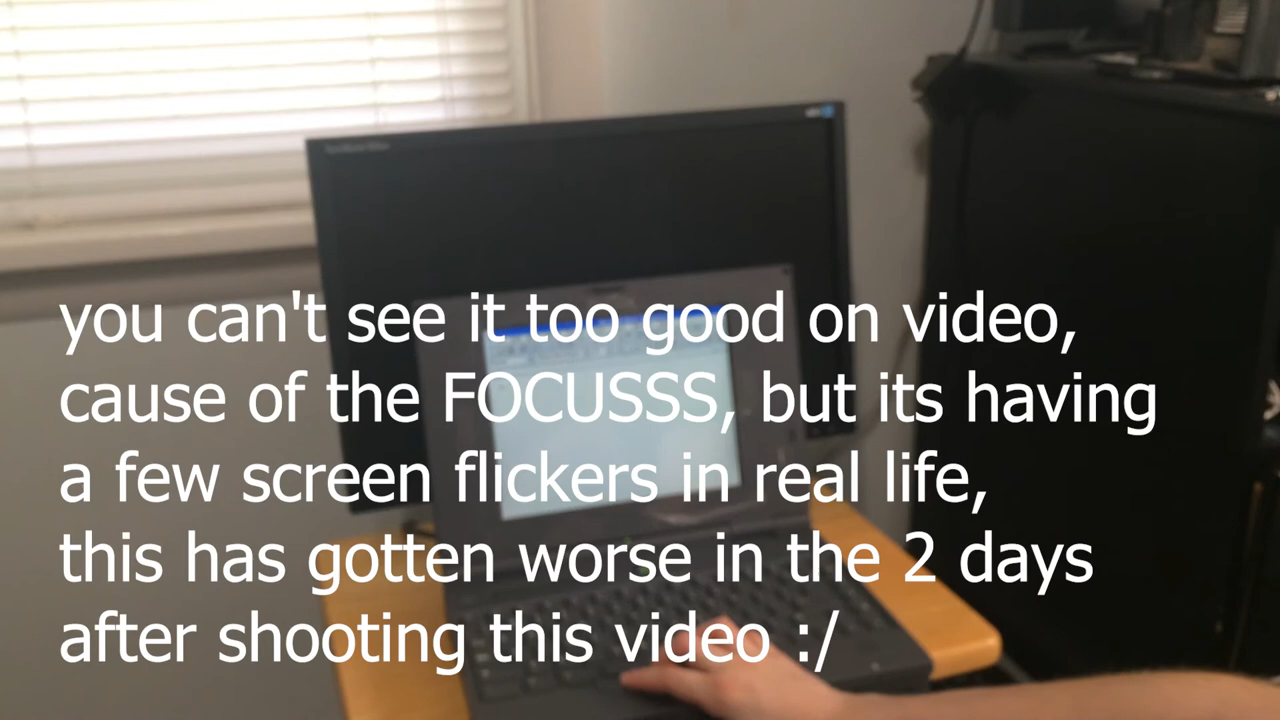 you can't see it too good on video,
cause of the FOCUSSS, but its having
a few screen flickers in real life,
this has gotten worse in the 2 days
after shooting this video :/